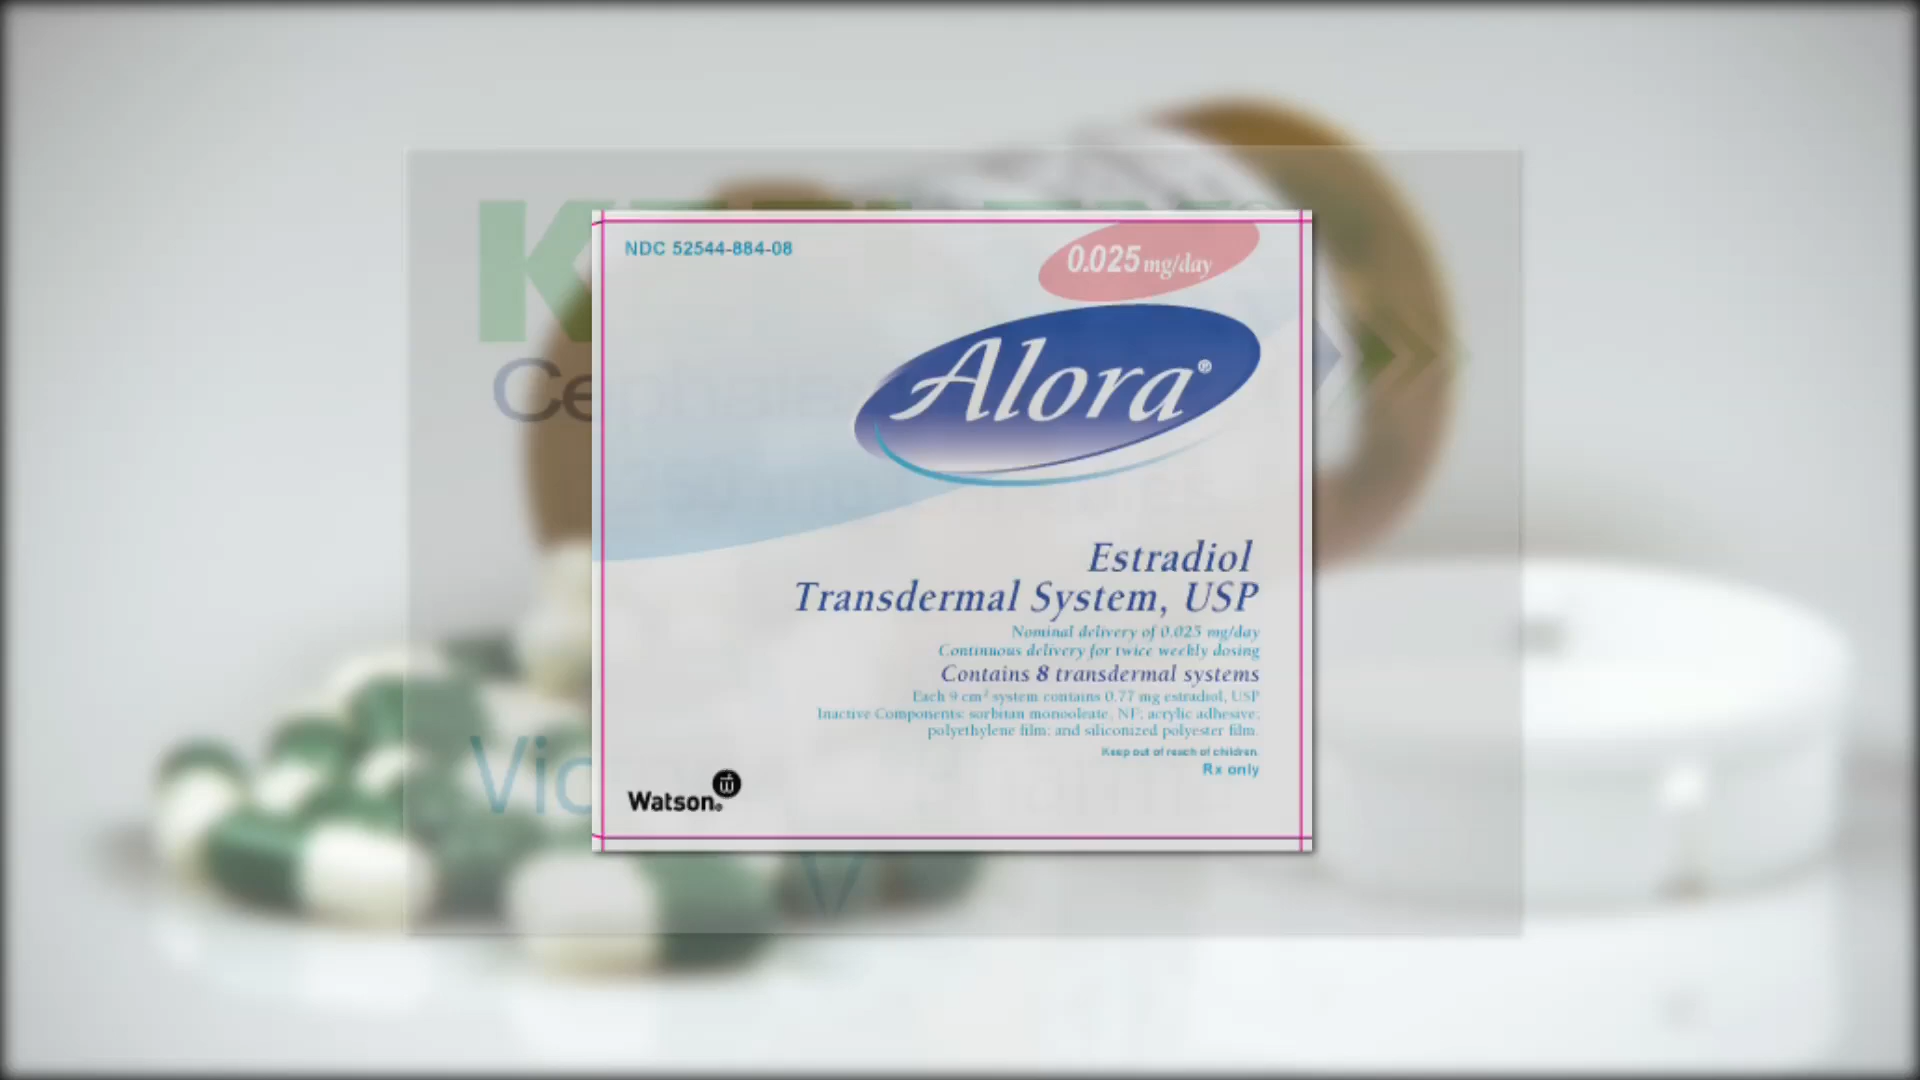 NDC 52544-884-08
0.025 mg/day
Alora®
Estradiol
Transdermal System, USP
Nominal delivery of 0.025 mg/day
Continuous delivery for twice weekly dosing
Contains 8 transdermal systems
Each 9 cm² system contains 0.77 mg estradiol, USP
Inactive Components: sorbitan monooleate, NF; acrylic adhesive;
polyethylene film; and siliconized polyester film.
Keep out of reach of children.
Rx only
Watson®